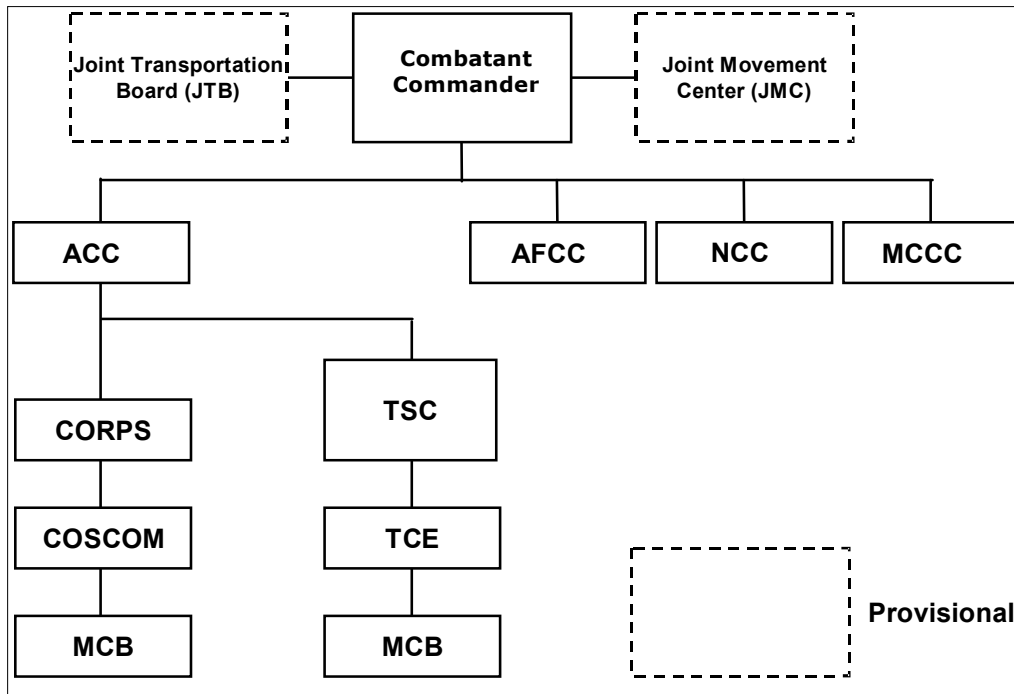 Joint Transportation
Board (JTB)
Combatant
Commander
Joint Movement
Center (JMC)
ACC
AFCC
NCC
MCCC
CORPS
TSC
COSCOM
TCE
MCB
MCB
Provisional